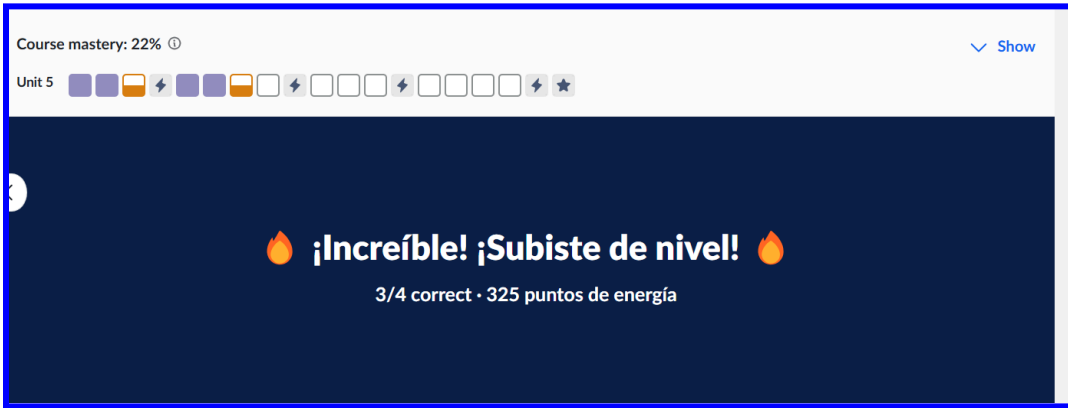 Course mastery: 22%
Show
Unit 5
¡Increíble! ¡Subiste de nivel!
3/4 correct · 325 puntos de energía